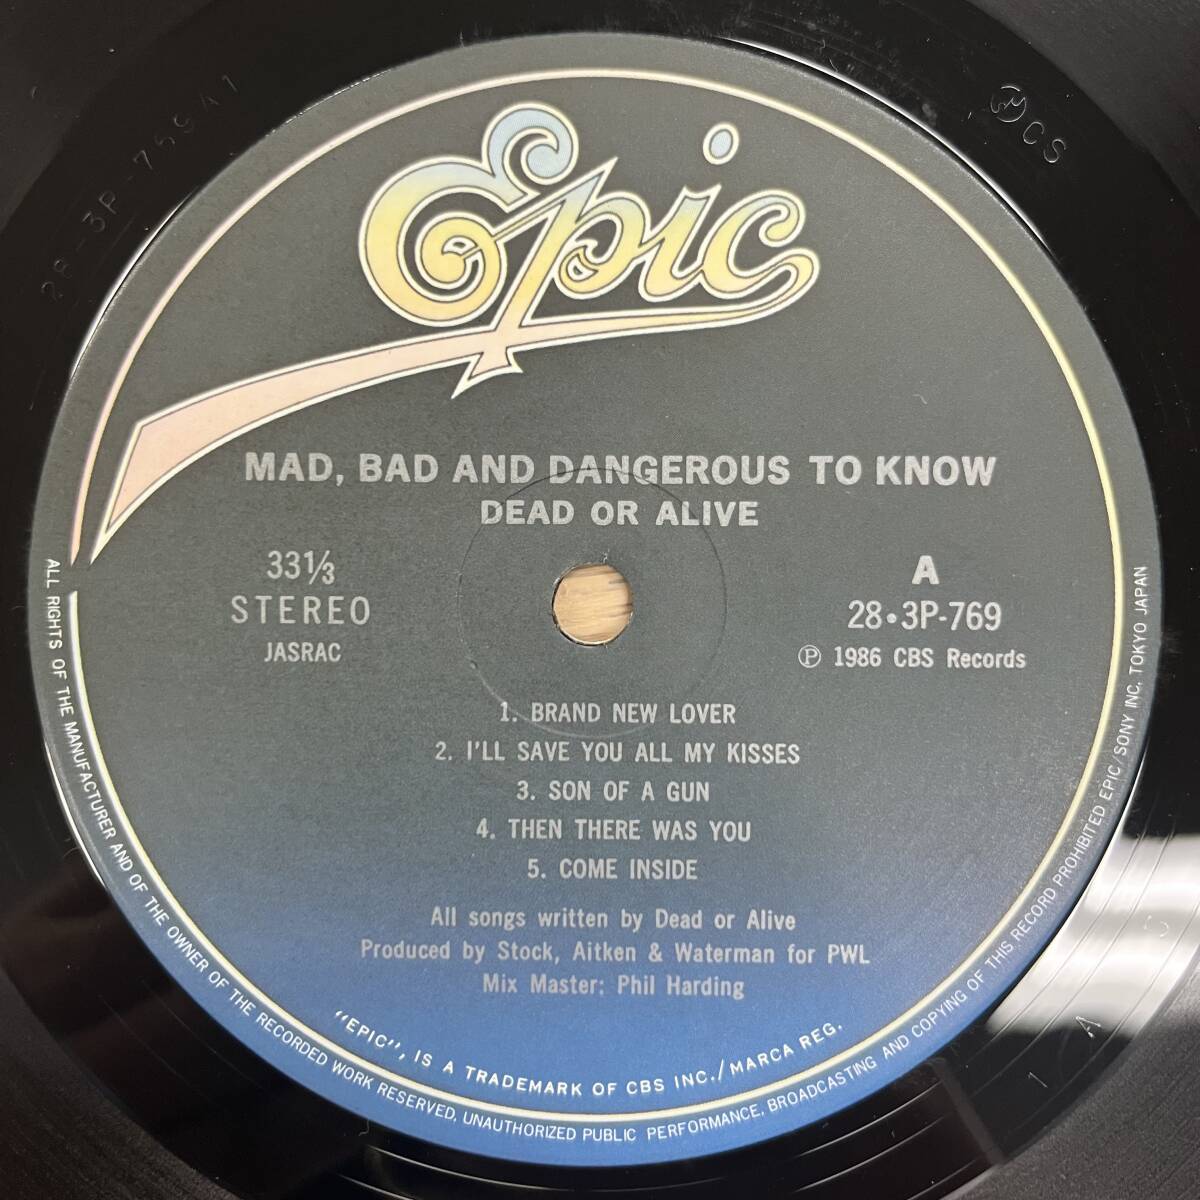 Epic
MAD, BAD AND DANGEROUS TO KNOW
DEAD OR ALIVE
33⅓
STEREO
JASRAC
A
28•3P-769
Ⓟ 1986 CBS Records
1. BRAND NEW LOVER
2. I'LL SAVE YOU ALL MY KISSES
3. SON OF A GUN
4. THEN THERE WAS YOU
5. COME INSIDE
All songs written by Dead or Alive
Produced by Stock, Aitken & Waterman for PWL
Mix Master: Phil Harding
"EPIC", IS A TRADEMARK OF CBS INC./MARCA REG.
ALL RIGHTS OF THE MANUFACTURER AND OF THE OWNER OF THE RECORDED WORK RESERVED. UNAUTHORIZED PUBLIC PERFORMANCE, BROADCASTING AND COPYING OF THIS RECORD PROHIBITED EPIC/SONY INC. TOKYO JAPAN
CS
1 A